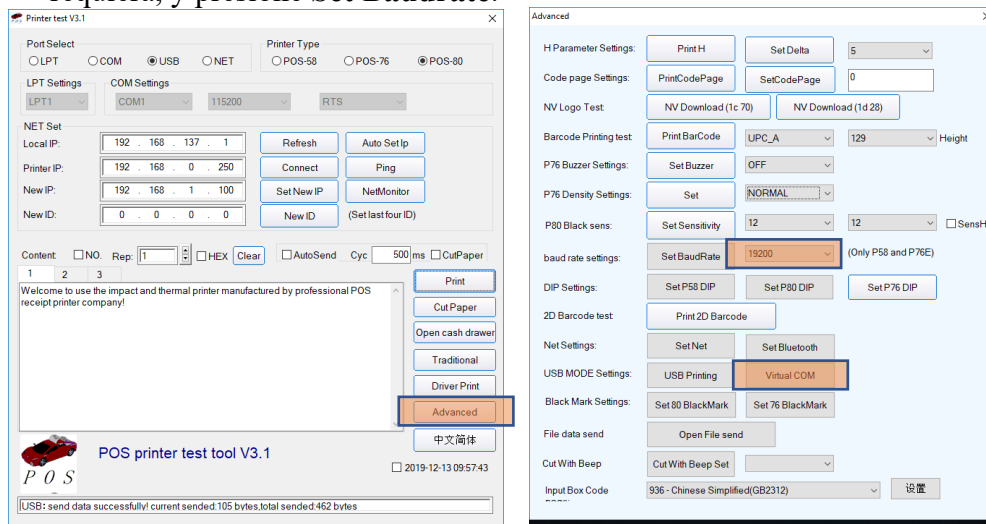 requiera, y presione Set Baudrate.
Printer test V3.1
Port Select
LPT COM USB NET
Printer Type
POS-58 POS-76 POS-80
LPT Settings
LPT1
COM Settings
COM1 115200 RTS
NET Set
Local IP: 192 . 168 . 137 . 1 Refresh Auto Set Ip
Printer IP: 192 . 168 . 0 . 250 Connect Ping
New IP: 192 . 168 . 1 . 100 Set New IP NetMonitor
New ID: 0 . 0 . 0 . 0 New ID (Set last four ID)
Content NO. Rep: 1 HEX Clear AutoSend Cyc 500 ms CutPaper
1 2 3
Welcome to use the impact and thermal printer manufactured by professional POS
receipt printer company!
Print
Cut Paper
Open cash drawer
Traditional
Driver Print
Advanced
中文简体
POS
POS printer test tool V3.1
2019-12-13 09:57:43
USB: send data successfully! current sended:105 bytes,total sended:462 bytes
Advanced
H Parameter Settings: Print H Set Delta 5
Code page Settings: PrintCodePage SetCodePage 0
NV Logo Test NV Download (1c 70) NV Download (1d 28)
Barcode Printing test Print BarCode UPC_A 129 Height
P76 Buzzer Settings: Set Buzzer OFF
P76 Density Settings: Set NORMAL
P80 Black sens: Set Sensitivity 12 12 SensH
baud rate settings: Set BaudRate 19200 (Only P58 and P76E)
DIP Settings: Set P58 DIP Set P80 DIP Set P76 DIP
2D Barcode test Print 2D Barcode
Net Settings: Set Net Set Bluetooth
USB MODE Settings: USB Printing Virtual COM
Black Mark Settings: Set 80 BlackMark Set 76 BlackMark
File data send Open File send
Cut With Beep Cut With Beep Set
Input Box Code 936 - Chinese Simplified(GB2312) 设置